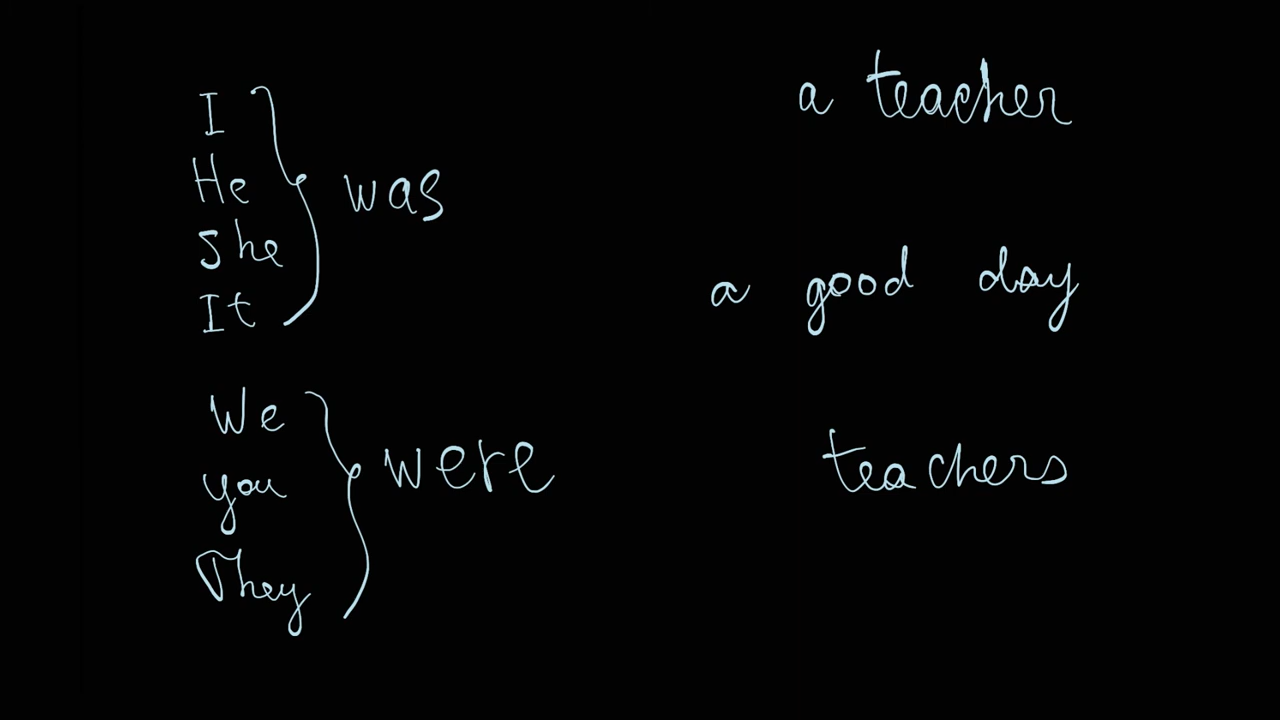 I
He
She
It
was
a teacher
a good day
We
you
They
were
teachers